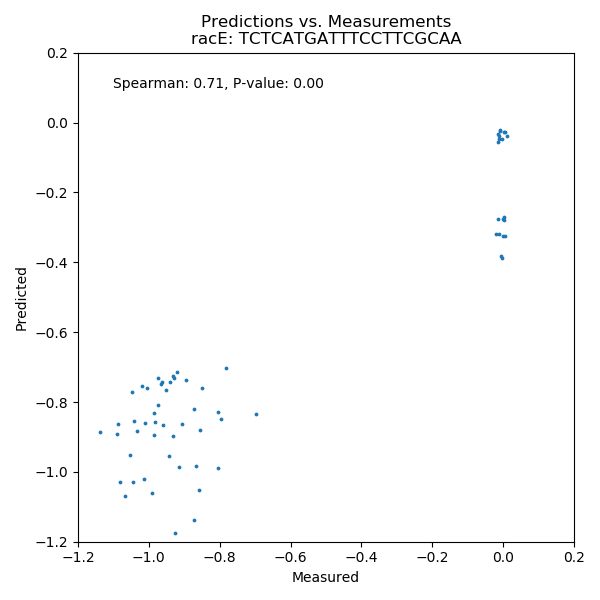 Predictions vs. Measurements
racE: TCTCATGATTTCCTTCGCAA
Spearman: 0.71, P-value: 0.00
0.2
0.0
−0.2
−0.4
−0.6
−0.8
−1.0
−1.2
Predicted
−1.2 −1.0 −0.8 −0.6 −0.4 −0.2 0.0 0.2
Measured